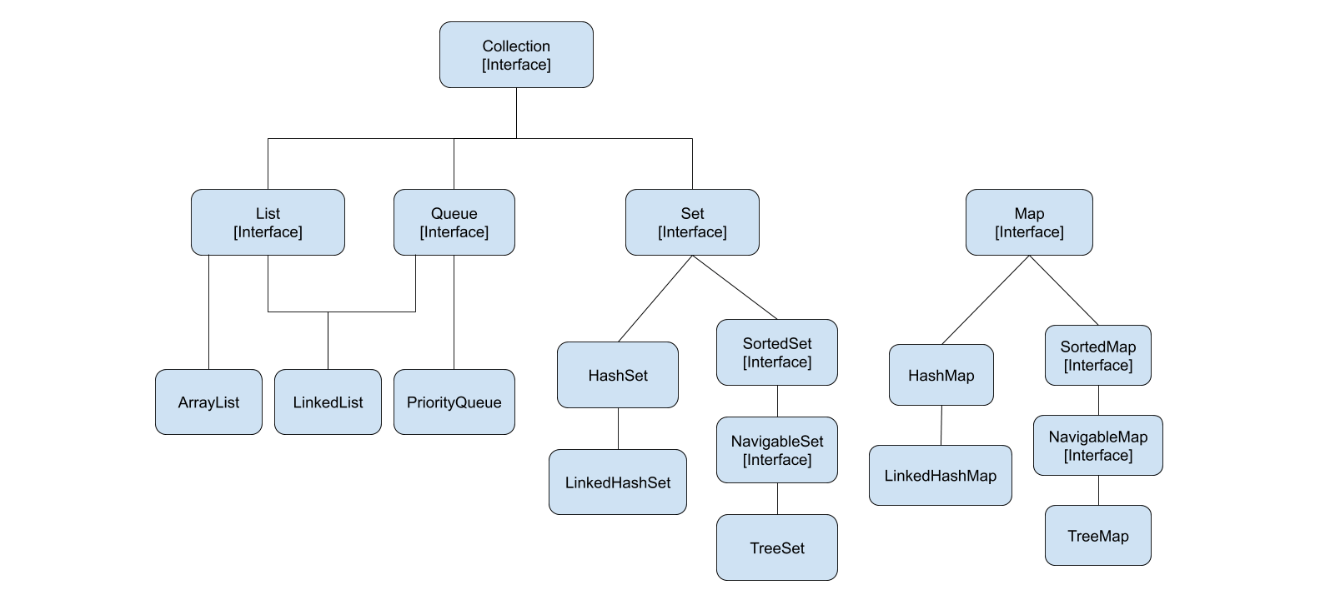 Collection
[Interface]
List
[Interface]
Queue
[Interface]
Set
[Interface]
Map
[Interface]
SortedSet
[Interface]
SortedMap
[Interface]
HashSet
HashMap
ArrayList
LinkedList
PriorityQueue
NavigableSet
[Interface]
NavigableMap
[Interface]
LinkedHashSet
LinkedHashMap
TreeSet
TreeMap